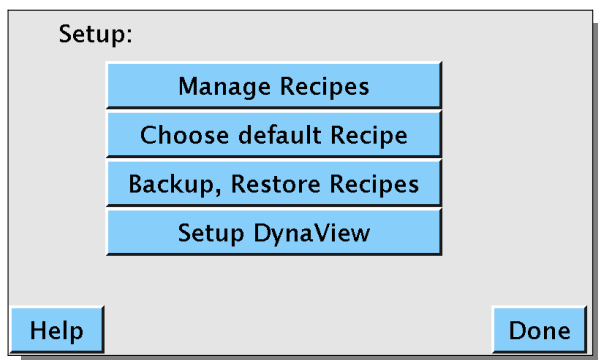 Setup:
Manage Recipes
Choose default Recipe
Backup, Restore Recipes
Setup DynaView
Help
Done